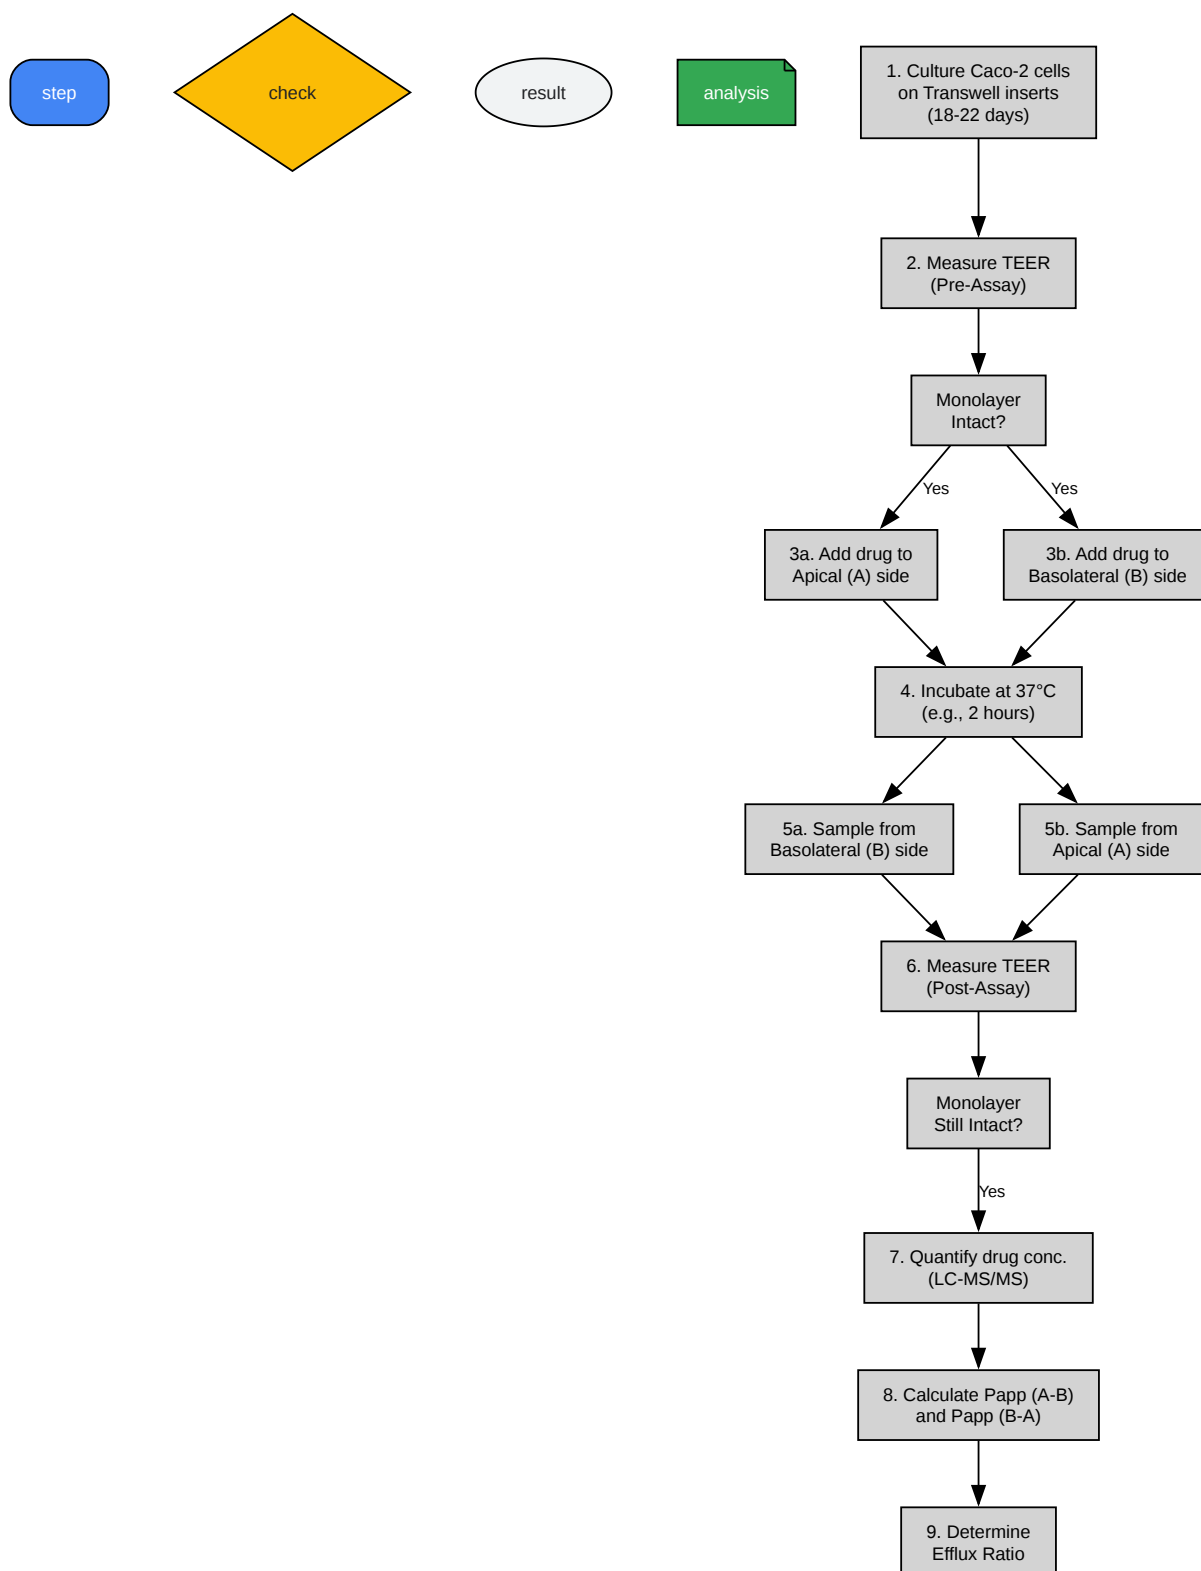 step
check
result
analysis
1. Culture Caco-2 cells
on Transwell inserts
(18-22 days)
2. Measure TEER
(Pre-Assay)
Monolayer
Intact?
Yes
Yes
3a. Add drug to
Apical (A) side
3b. Add drug to
Basolateral (B) side
4. Incubate at 37°C
(e.g., 2 hours)
5a. Sample from
Basolateral (B) side
5b. Sample from
Apical (A) side
6. Measure TEER
(Post-Assay)
Monolayer
Still Intact?
Yes
7. Quantify drug conc.
(LC-MS/MS)
8. Calculate Papp (A-B)
and Papp (B-A)
9. Determine
Efflux Ratio